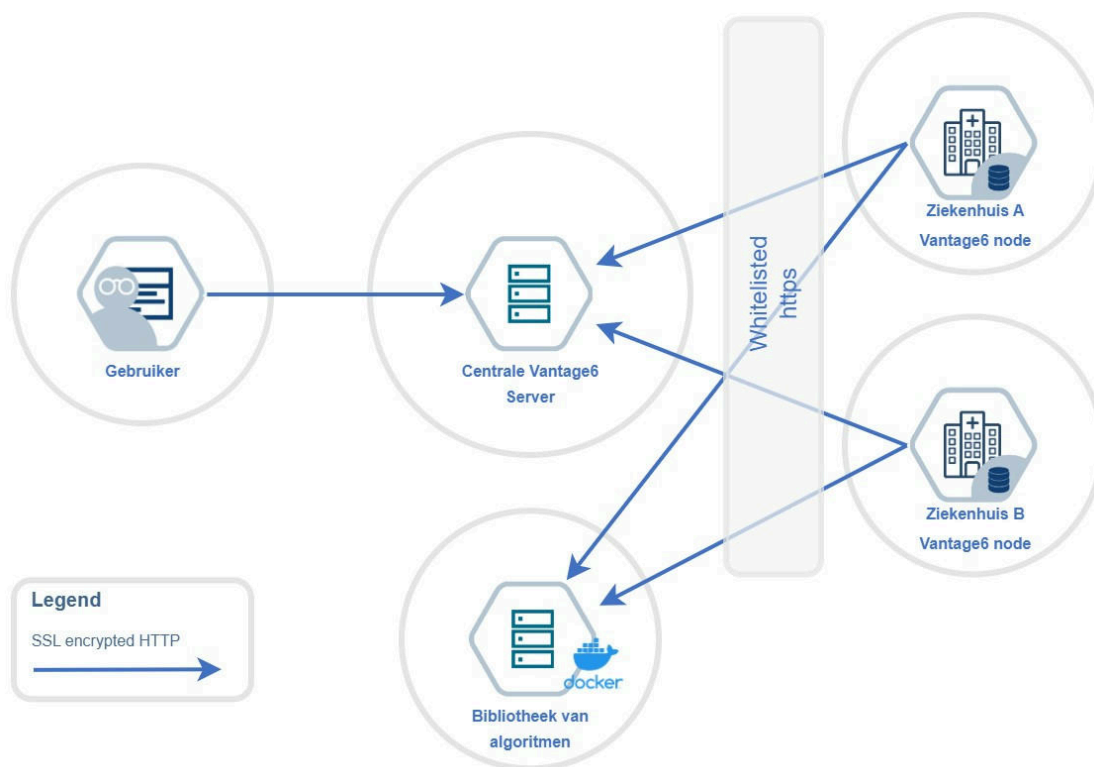 Gebruiker
Centrale Vantage6
Server
Whitelisted
https
Ziekenhuis A
Vantage6 node
Ziekenhuis B
Vantage6 node
Legend
SSL encrypted HTTP
docker
Bibliotheek van
algoritmen